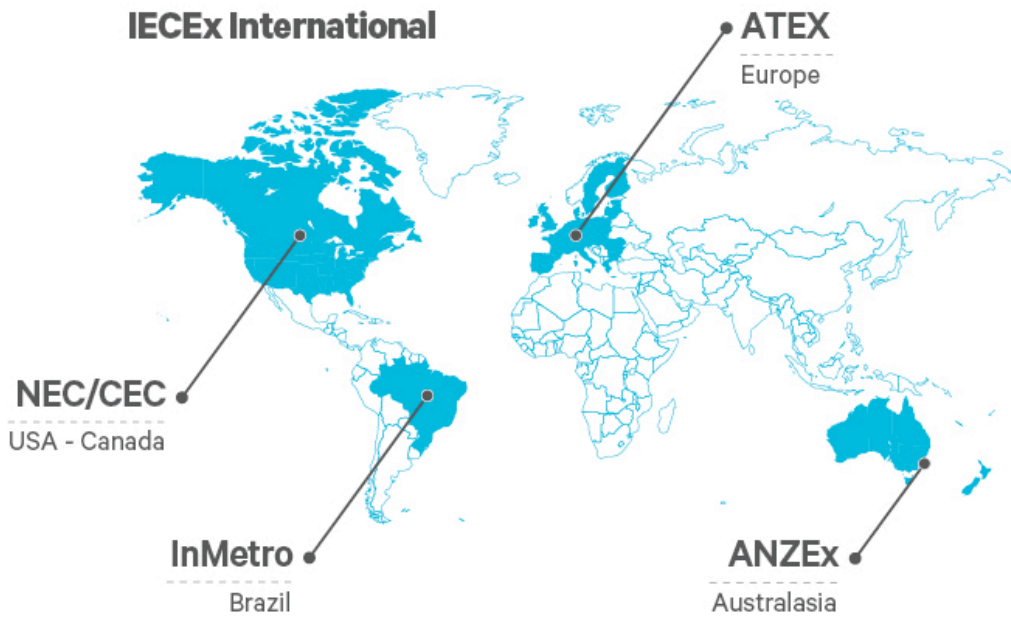 IECEx International
ATEX
Europe
NEC/CEC
USA - Canada
InMetro
Brazil
ANZEx
Australasia